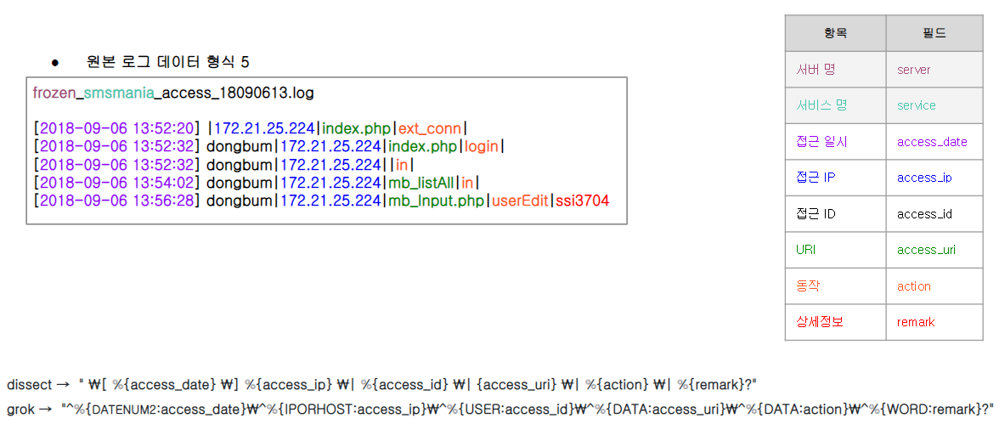 ● 원본 로그 데이터 형식 5
frozen_smsmania_access_18090613.log
[2018-09-06 13:52:20] |172.21.25.224|index.php|ext_conn|
[2018-09-06 13:52:32] dongbum|172.21.25.224|index.php|login|
[2018-09-06 13:52:32] dongbum|172.21.25.224||in|
[2018-09-06 13:54:02] dongbum|172.21.25.224|mb_listAll|in|
[2018-09-06 13:56:28] dongbum|172.21.25.224|mb_Input.php|userEdit|ssi3704
항목 필드
서버 명 server
서비스 명 service
접근 일시 access_date
접근 IP access_ip
접근 ID access_id
URI access_uri
동작 action
상세정보 remark
dissect → " ₩[ %{access_date} ₩] %{access_ip} ₩| %{access_id} ₩| {access_uri} ₩| %{action} ₩| %{remark}?"
grok → "^%{DATENUM2:access_date}₩^%{IPORHOST:access_ip}₩^%{USER:access_id}₩^%{DATA:access_uri}₩^%{DATA:action}₩^%{WORD:remark}?"